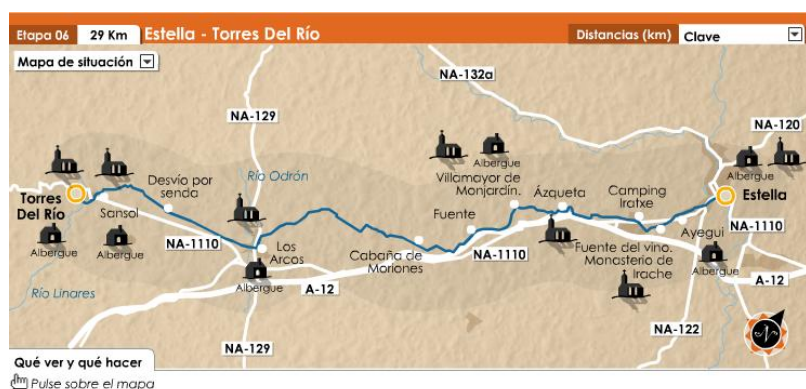 Etapa 06 29 Km Estella - Torres Del Río Distancias (km) Clave
Mapa de situación
NA-132a
NA-129
NA-120
Albergue
Río Odrón
Albergue
Villamayor de
Monjardín.
Desvío por
senda
Ázqueta
Camping
Iratxe
Torres
Del Río
Estella
Sansol
Fuente
NA-1110
Ayegui
NA-1110
Los
Arcos
Cabaña de
Moriones
NA-1110
Fuente del vino.
Monasterio de
Irache
Albergue
Albergue
Albergue
Albergue
A-12
A-12
Río Linares
NA-122
NA-129
Qué ver y qué hacer
Pulse sobre el mapa